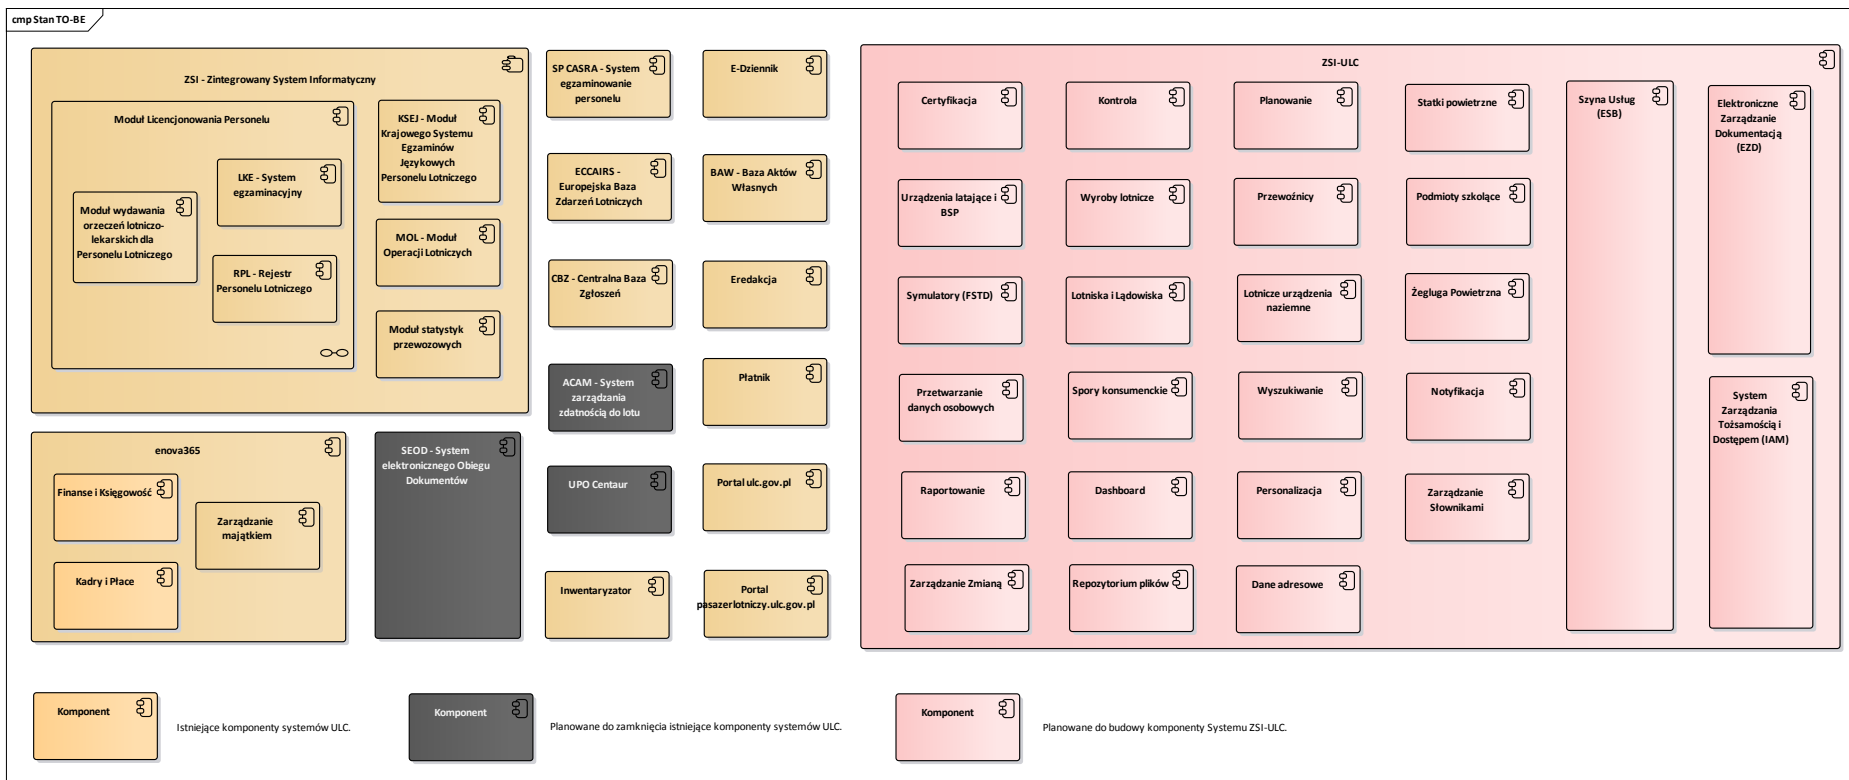 cmp Stan TO-BE
ZSI - Zintegrowany System Informatyczny
Moduł Licencjonowania Personelu
LKE - System
egzaminacyjny
Moduł wydawania
orzeczeń lotniczo-
lekarskich dla
Personelu Lotniczego
RPL - Rejestr
Personelu Lotniczego
KSEJ - Moduł
Krajowego Systemu
Egzaminów
Językowych
Personelu Lotniczego
MOL - Moduł
Operacji Lotniczych
Moduł statystyk
przewozowych
enova365
Finanse i Księgowość
Zarządzanie
majątkiem
Kadry i Płace
SEOD - System
elektronicznego Obiegu
Dokumentów
SP CASRA - System
egzaminowanie
personelu
ECCAIRS -
Europejska Baza
Zdarzeń Lotniczych
CBZ - Centralna Baza
Zgłoszeń
ACAM - System
zarządzania
zdatnością do lotu
UPO Centaur
Inwentaryzator
E-Dziennik
BAW - Baza Aktów
Własnych
Eredakcja
Płatnik
Portal ulc.gov.pl
Portal
pasazerlotniczy.ulc.gov.pl
ZSI-ULC
Certyfikacja
Kontrola
Planowanie
Statki powietrzne
Urządzenia latające i
BSP
Wyroby lotnicze
Przewoźnicy
Podmioty szkolące
Symulatory (FSTD)
Lotniska i Lądowiska
Lotnicze urządzenia
naziemne
Żegluga Powietrzna
Przetwarzanie
danych osobowych
Spory konsumenckie
Wyszukiwanie
Notyfikacja
Raportowanie
Dashboard
Personalizacja
Zarządzanie
Słownikami
Zarządzanie Zmianą
Repozytorium plików
Dane adresowe
Szyna Usług
(ESB)
Elektroniczne
Zarządzanie
Dokumentacją
(EZD)
System
Zarządzania
Tożsamością i
Dostępem (IAM)
Komponent
Istniejące komponenty systemów ULC.
Komponent
Planowane do zamknięcia istniejące komponenty systemów ULC.
Komponent
Planowane do budowy komponenty Systemu ZSI-ULC.